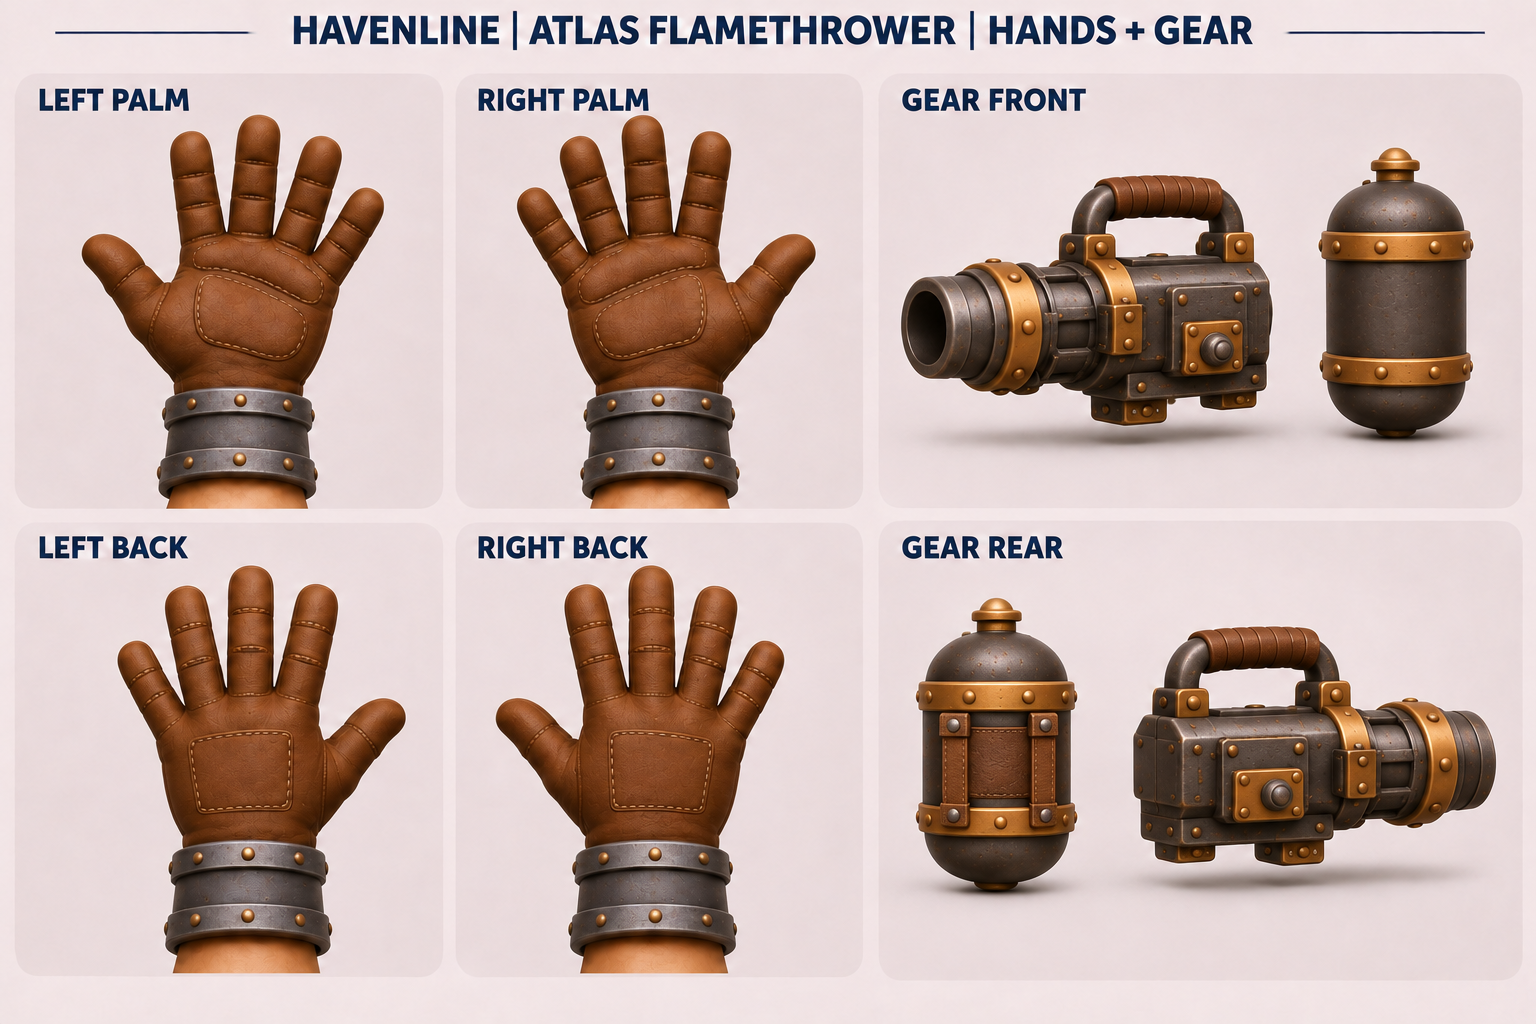 HAVENLINE | ATLAS FLAMETHROWER | HANDS + GEAR
LEFT PALM
RIGHT PALM
GEAR FRONT
LEFT BACK
RIGHT BACK
GEAR REAR